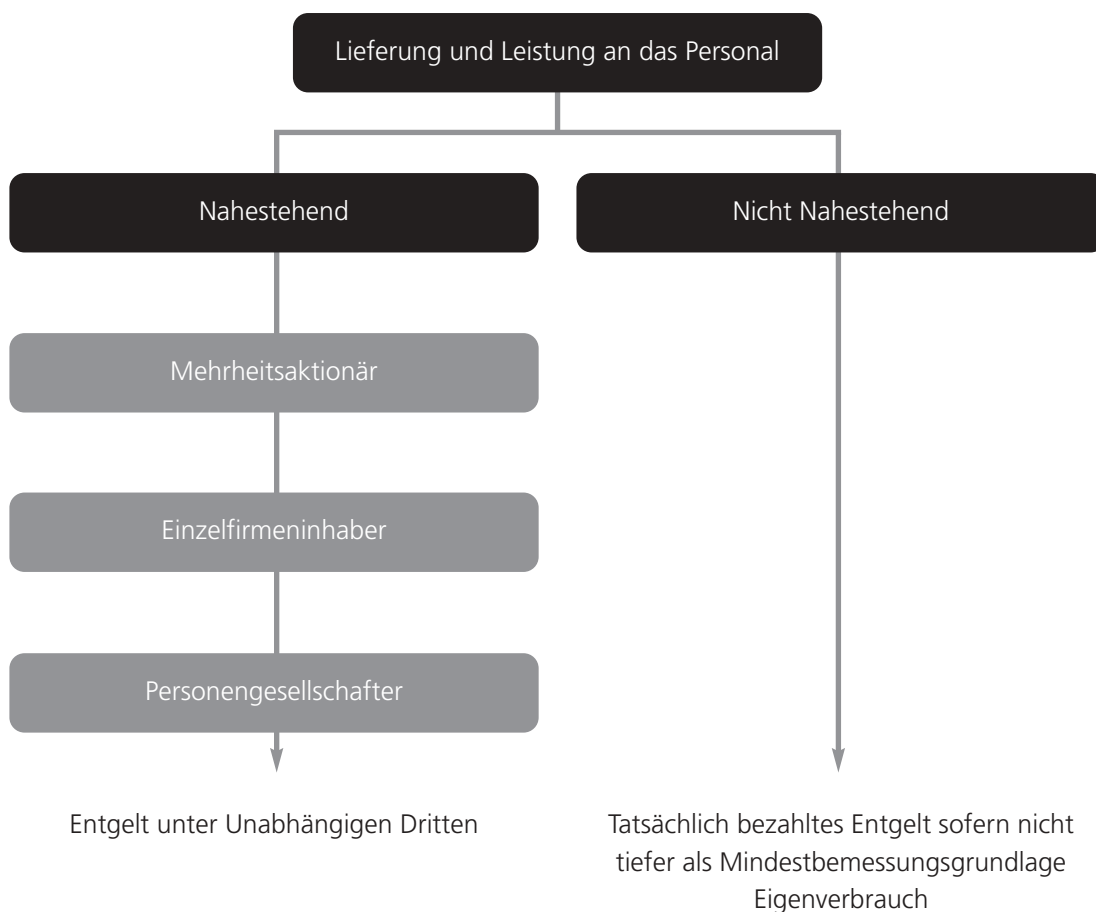 Lieferung und Leistung an das Personal
Nahestehend
Nicht Nahestehend
Mehrheitsaktionär
Einzelfirmeninhaber
Personengesellschafter
Entgelt unter Unabhängigen Dritten
Tatsächlich bezahltes Entgelt sofern nicht
tiefer als Mindestbemessungsgrundlage
Eigenverbrauch